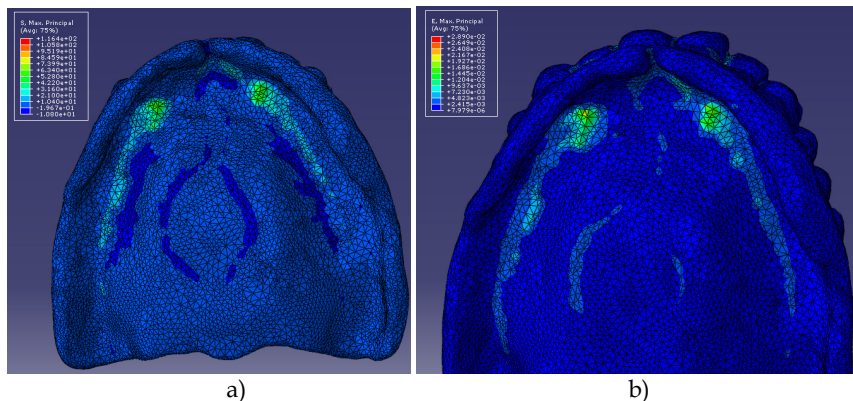 S, Max. Principal
(Avg: 75%)
+1.164e+02
+1.058e+02
+9.519e+01
+8.459e+01
+7.399e+01
+6.340e+01
+5.280e+01
+4.220e+01
+3.160e+01
+2.100e+01
+1.040e+01
-1.967e-01
-1.080e+01
E, Max. Principal
(Avg: 75%)
+2.890e-02
+2.649e-02
+2.408e-02
+2.167e-02
+1.927e-02
+1.686e-02
+1.445e-02
+1.204e-02
+9.637e-03
+7.230e-03
+4.823e-03
+2.415e-03
+7.979e-06
a)
b)